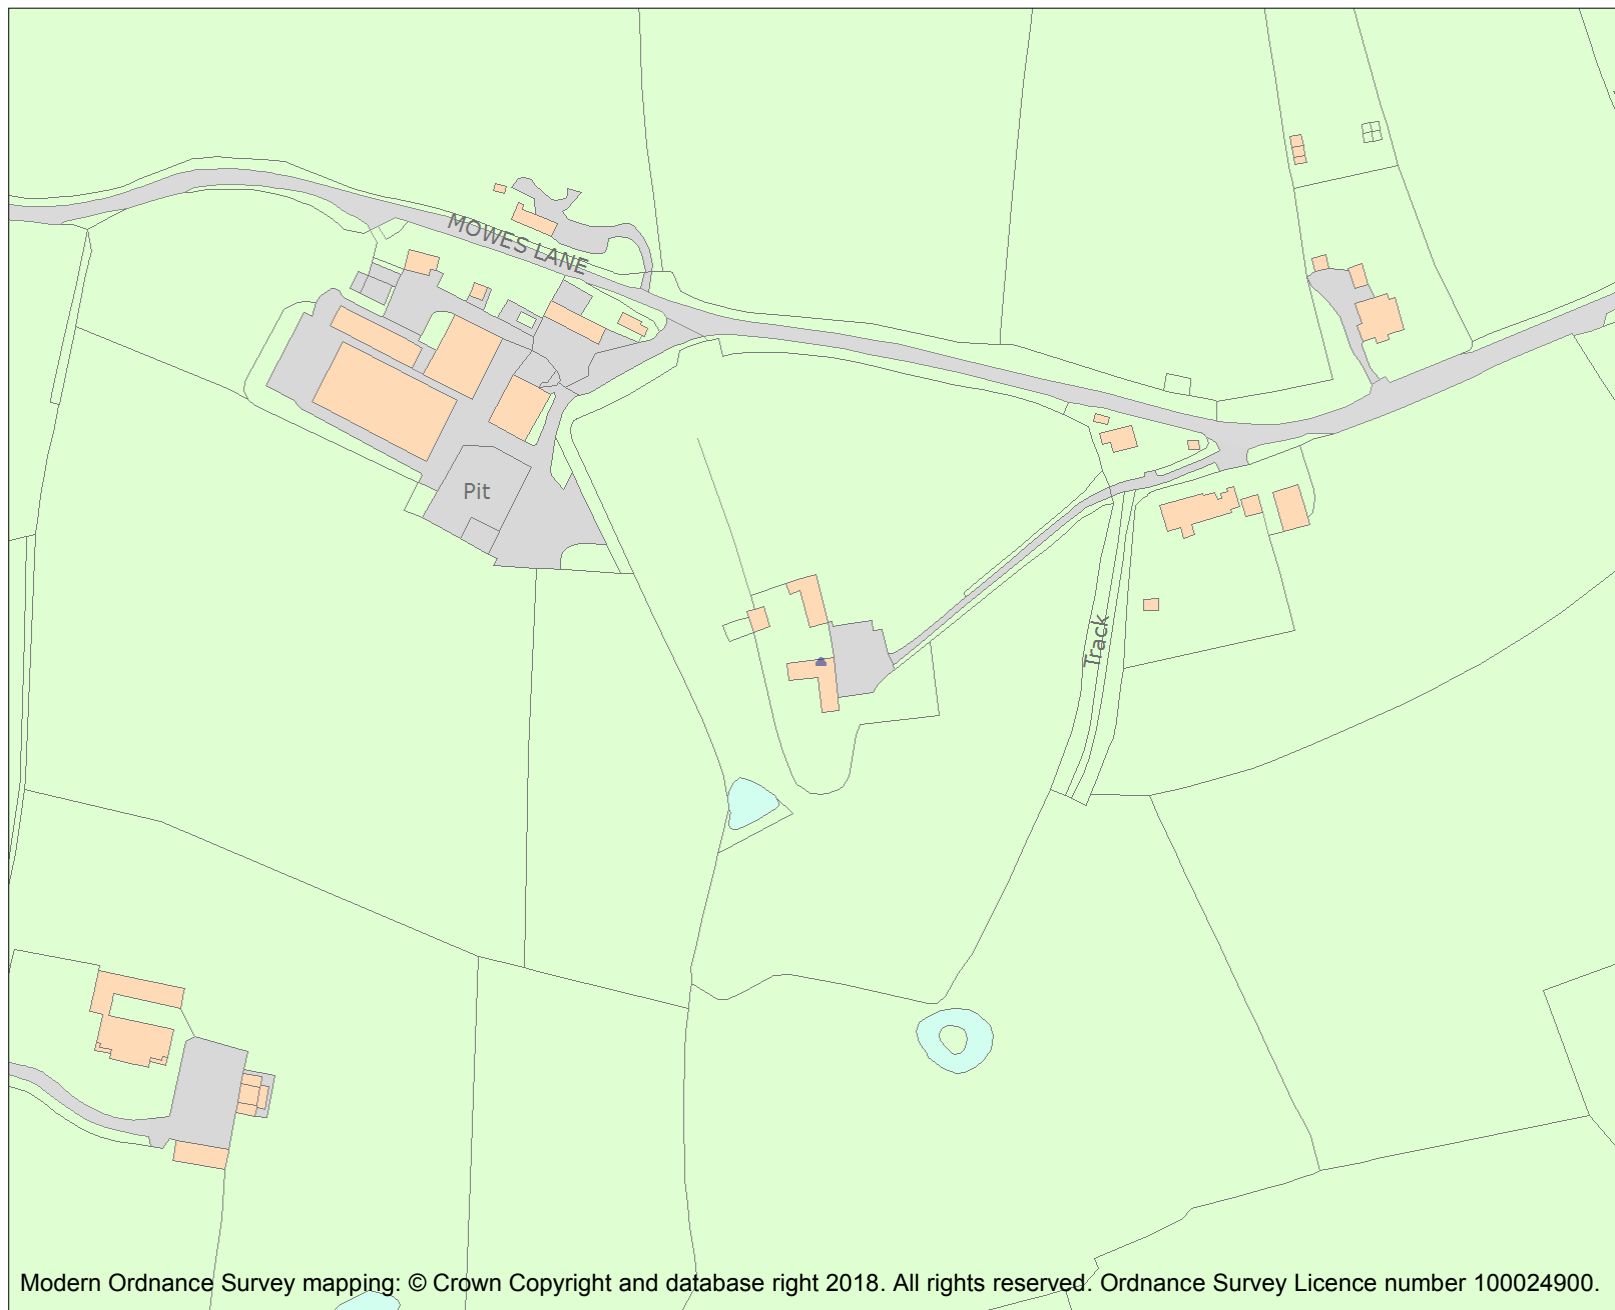 MOWES LANE
Pit
Track
Modern Ordnance Survey mapping: © Crown Copyright and database right 2018. All rights reserved. Ordnance Survey Licence number 100024900.